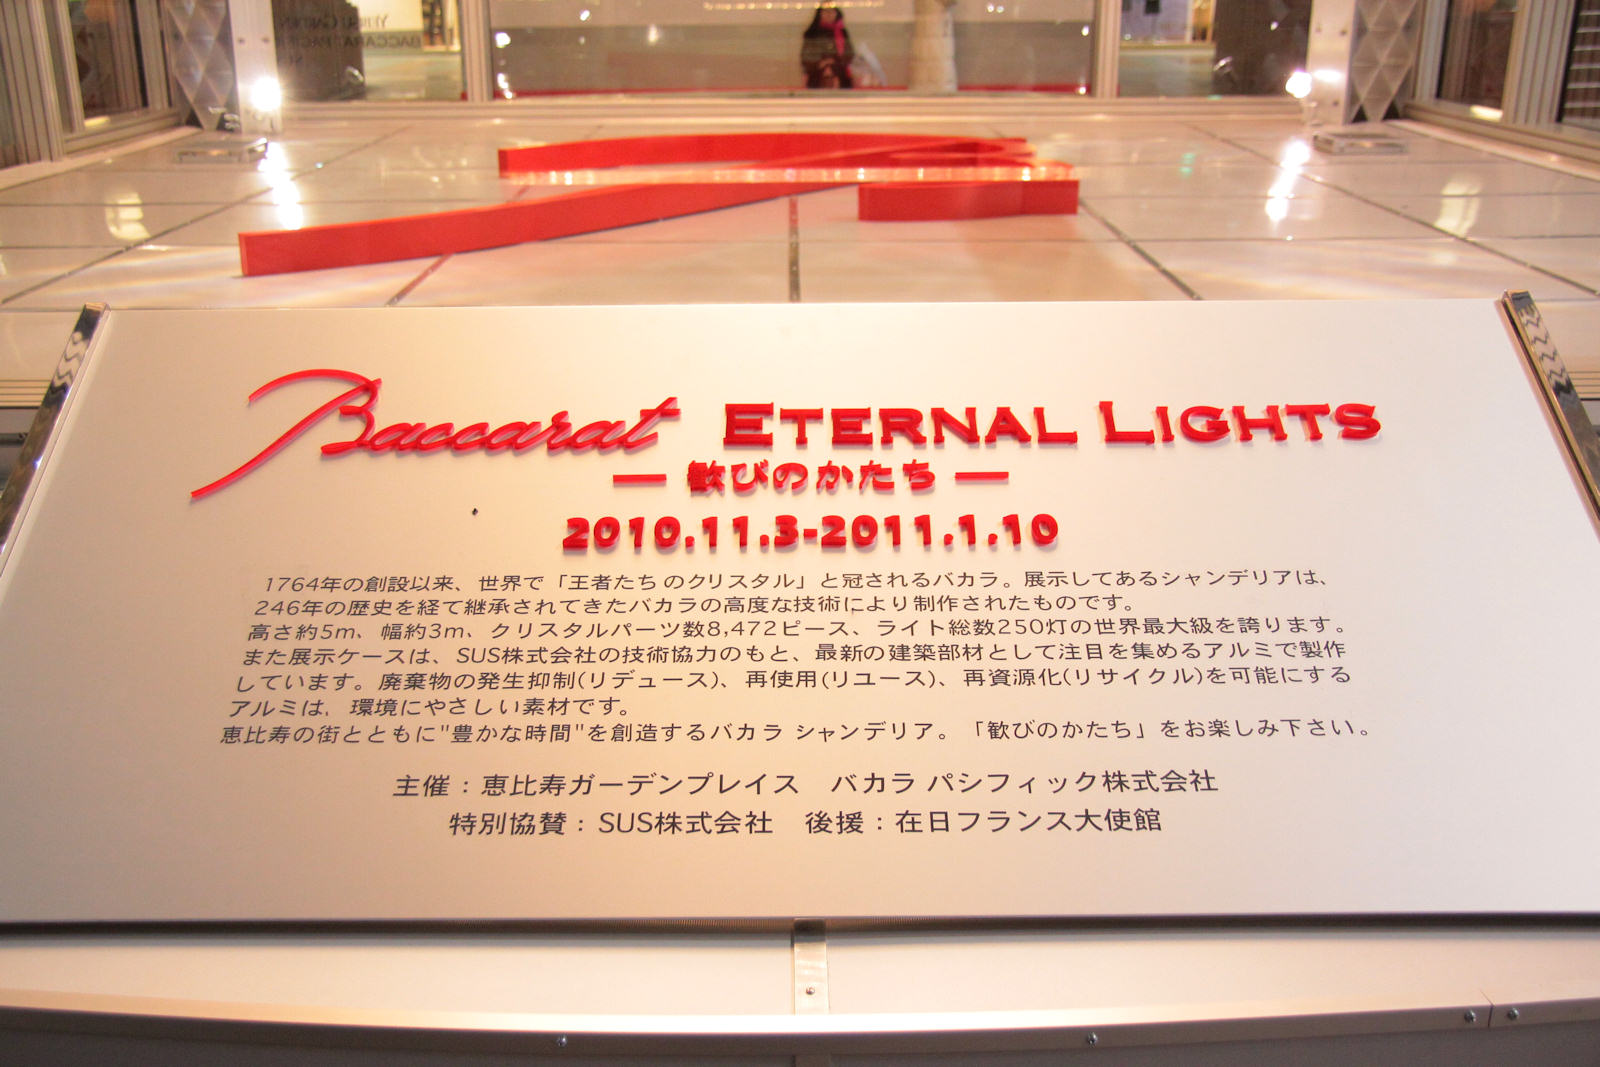 YEBISU GARDEN
BACCARAT PACIFIC
Baccarat ETERNAL LIGHTS
― 歓びのかたち ―
2010.11.3-2011.1.10
1764年の創設以来、世界で「王者たちのクリスタル」と冠されるバカラ。展示してあるシャンデリアは、
246年の歴史を経て継承されてきたバカラの高度な技術により制作されたものです。
高さ約5m、幅約3m、クリスタルパーツ数8,472ピース、ライト総数250灯の世界最大級を誇ります。
また展示ケースは、SUS株式会社の技術協力のもと、最新の建築部材として注目を集めるアルミで製作
しています。廃棄物の発生抑制(リデュース)、再使用(リユース)、再資源化(リサイクル)を可能にする
アルミは、環境にやさしい素材です。
恵比寿の街とともに"豊かな時間"を創造するバカラ シャンデリア。「歓びのかたち」をお楽しみ下さい。
主催：恵比寿ガーデンプレイス　バカラ パシフィック株式会社
特別協賛：SUS株式会社　後援：在日フランス大使館